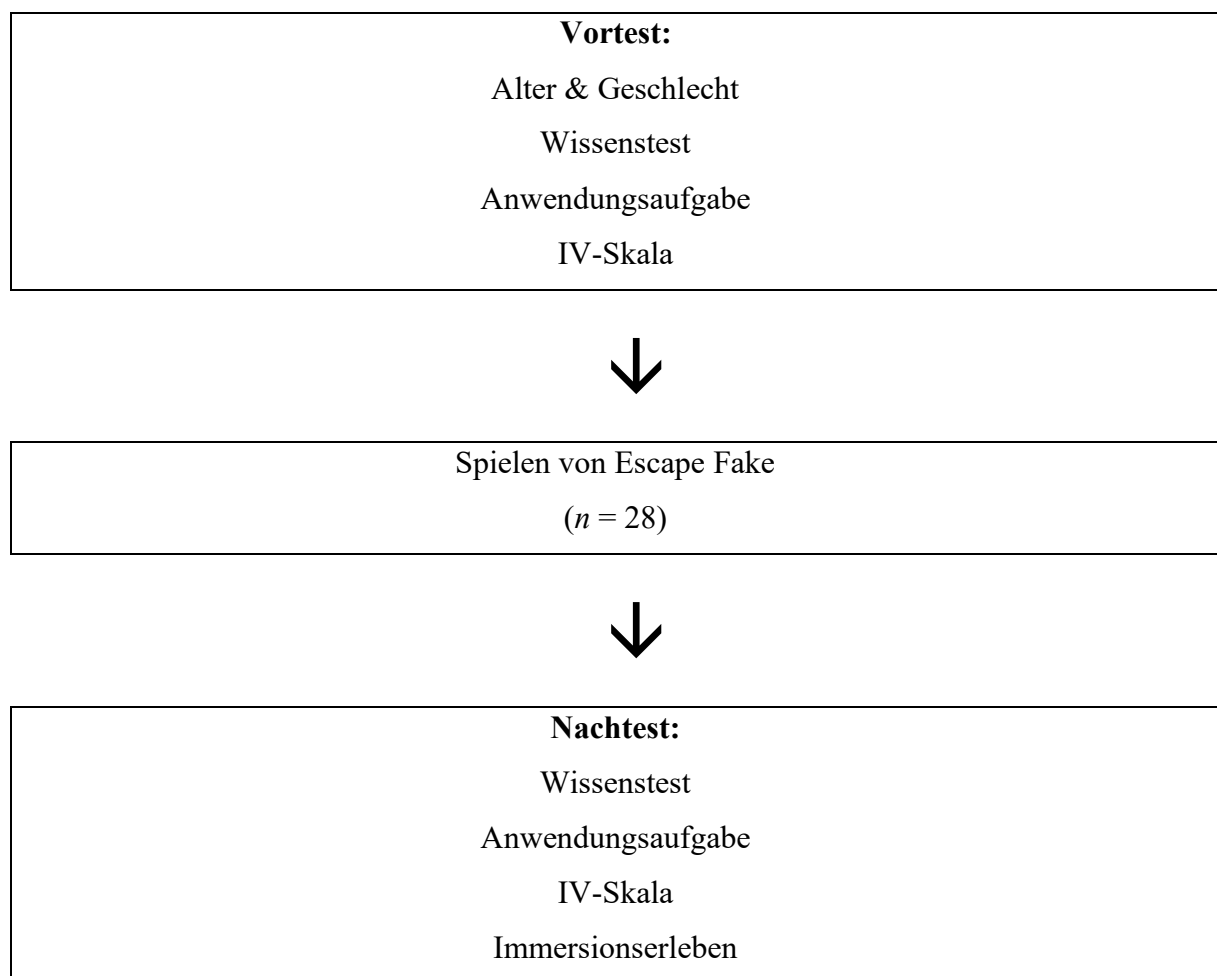 Vortest:
Alter & Geschlecht
Wissenstest
Anwendungsaufgabe
IV-Skala
Spielen von Escape Fake
(n = 28)
Nachtest:
Wissenstest
Anwendungsaufgabe
IV-Skala
Immersionserleben